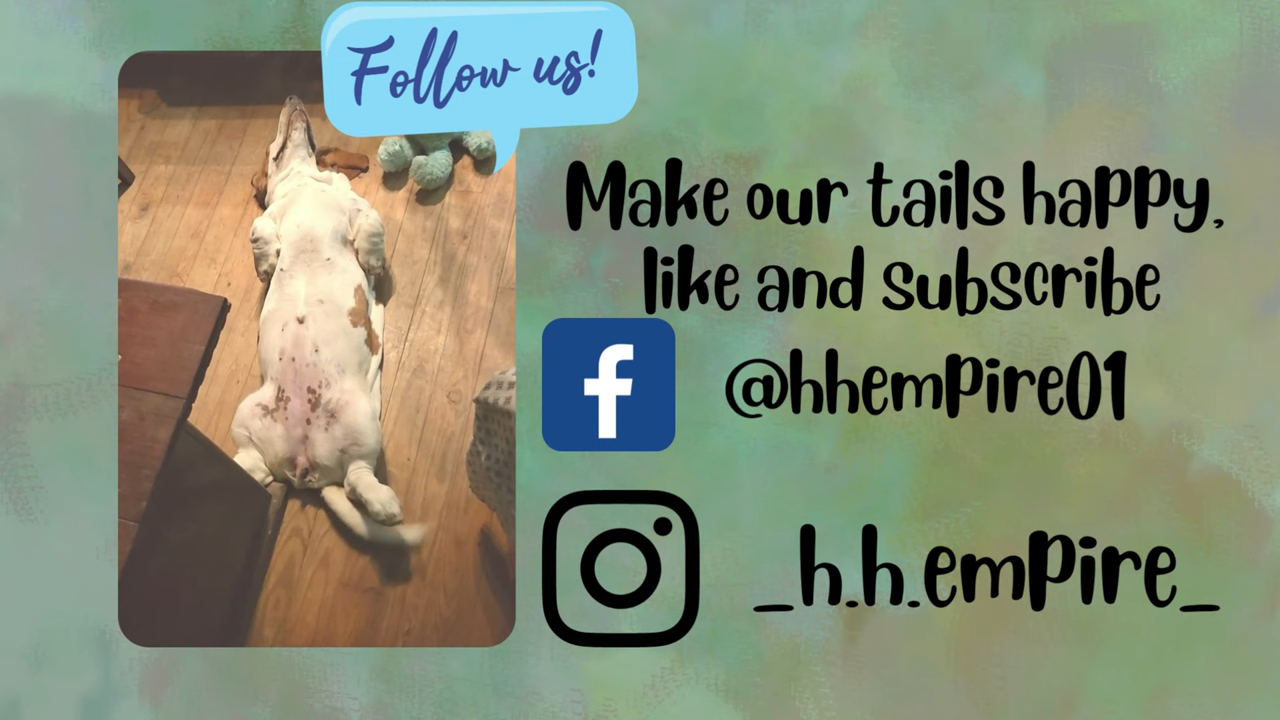 Follow us!
Make our tails happy,
like and subscribe
@hhempire01
_h.h.empire_